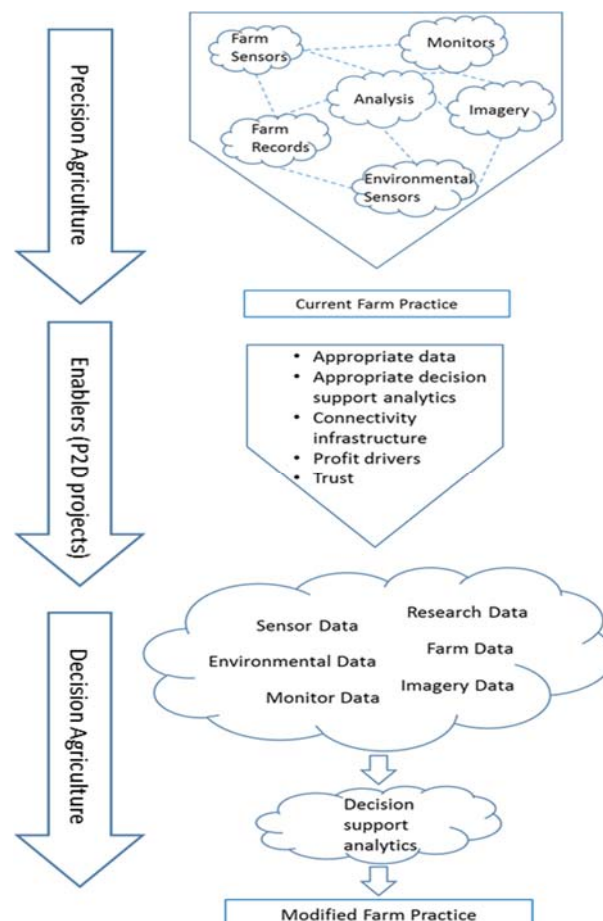 Precision Agriculture
Farm
Sensors
Monitors
Analysis
Imagery
Farm
Records
Environmental
Sensors
Current Farm Practice
Enablers (P2D projects)
• Appropriate data
• Appropriate decision
support analytics
• Connectivity
infrastructure
• Profit drivers
• Trust
Decision Agriculture
Sensor Data
Research Data
Environmental Data
Farm Data
Monitor Data
Imagery Data
Decision
support
analytics
Modified Farm Practice